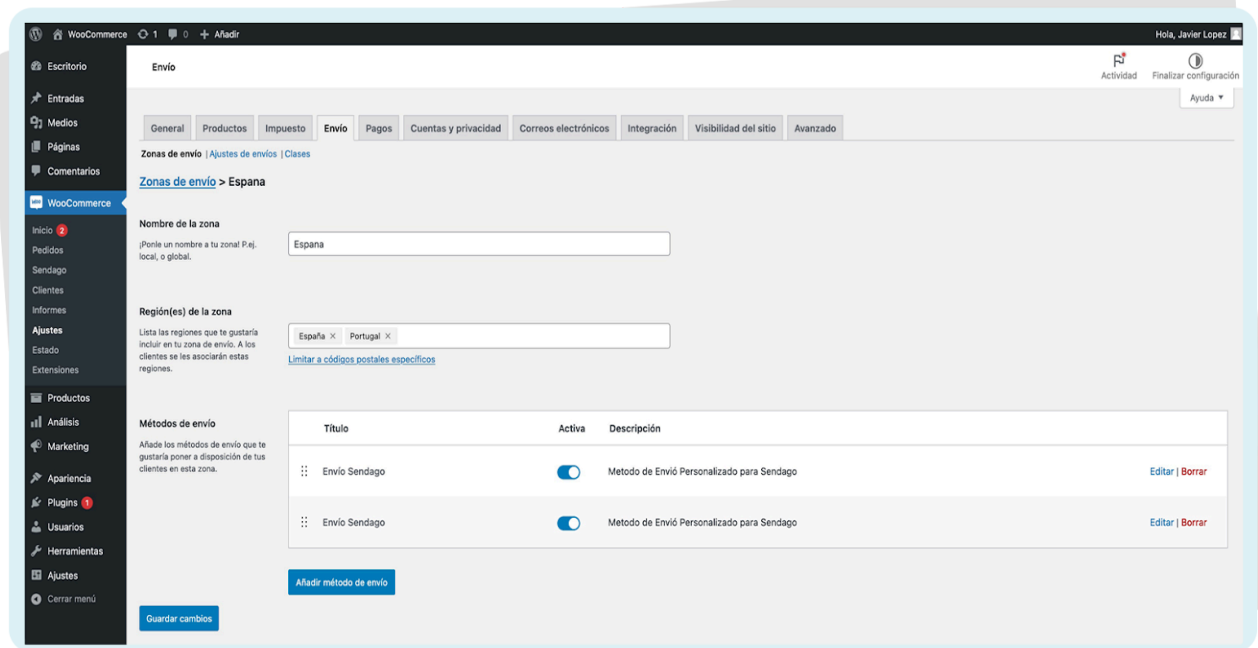 WooCommerce 1 0 + Añadir Hola, Javier Lopez
Escritorio
Entradas
Medios
Páginas
Comentarios
WooCommerce
Inicio 2
Pedidos
Sendago
Clientes
Informes
Ajustes
Estado
Extensiones
Productos
Análisis
Marketing
Apariencia
Plugins 1
Usuarios
Herramientas
Ajustes
Cerrar menú
Envío
Actividad
Finalizar configuración
Ayuda
General Productos Impuesto Envío Pagos Cuentas y privacidad Correos electrónicos Integración Visibilidad del sitio Avanzado
Zonas de envío | Ajustes de envíos | Clases
Zonas de envío > Espana
Nombre de la zona
¡Ponle un nombre a tu zona! P.ej.
local, o global.
Espana
Región(es) de la zona
Lista las regiones que te gustaría
incluir en tu zona de envío. A los
clientes se les asociarán estas
regiones.
España × Portugal ×
Limitar a códigos postales específicos
Métodos de envío
Añade los métodos de envío que te
gustaría poner a disposición de tus
clientes en esta zona.
Título Activa Descripción
Envío Sendago Metodo de Envió Personalizado para Sendago Editar | Borrar
Envío Sendago Metodo de Envió Personalizado para Sendago Editar | Borrar
Añadir método de envío
Guardar cambios